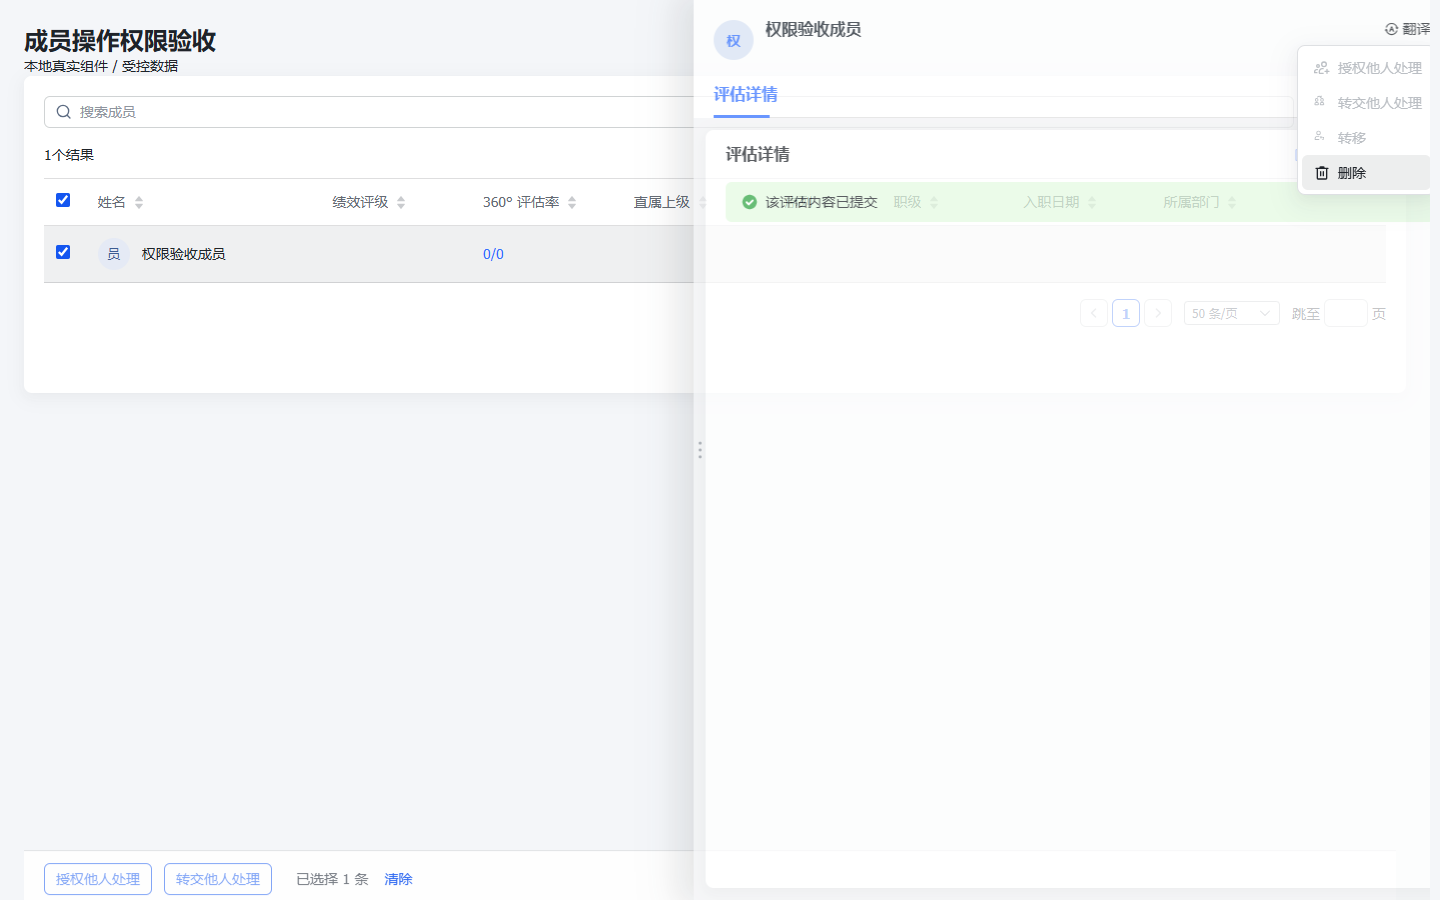 成员操作权限验收
本地真实组件 / 受控数据
搜索成员
1个结果
姓名 绩效评级 360° 评估率 直属上级 职级 入职日期 所属部门
员 权限验收成员 0/0
1 50 条/页 跳至 页
授权他人处理 转交他人处理 已选择 1 条 清除
权 权限验收成员
翻译
授权他人处理
转交他人处理
转移
删除
评估详情
评估详情
该评估内容已提交